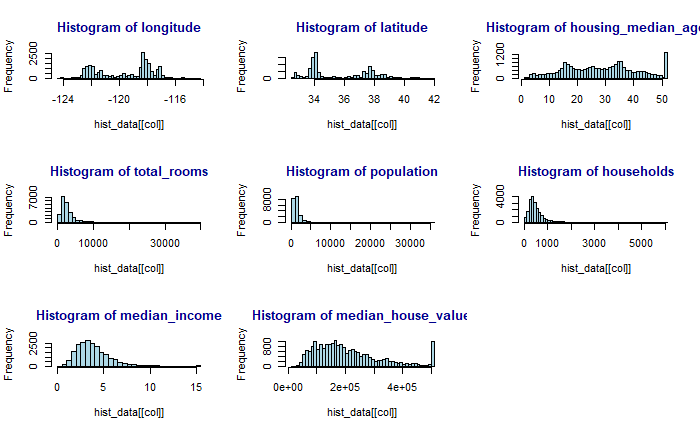 Histogram of longitude
Frequency
0 2500
-124 -120 -116
hist_data[[col]]
Histogram of latitude
Frequency
0
34 36 38 40 42
hist_data[[col]]
Histogram of housing_median_age
Frequency
0 1200
0 10 20 30 40 50
hist_data[[col]]
Histogram of total_rooms
Frequency
0 7000
0 10000 30000
hist_data[[col]]
Histogram of population
Frequency
0 8000
0 10000 20000 30000
hist_data[[col]]
Histogram of households
Frequency
0 4000
0 1000 3000 5000
hist_data[[col]]
Histogram of median_income
Frequency
0 2500
0 5 10 15
hist_data[[col]]
Histogram of median_house_value
Frequency
0 800
0e+00 2e+05 4e+05
hist_data[[col]]